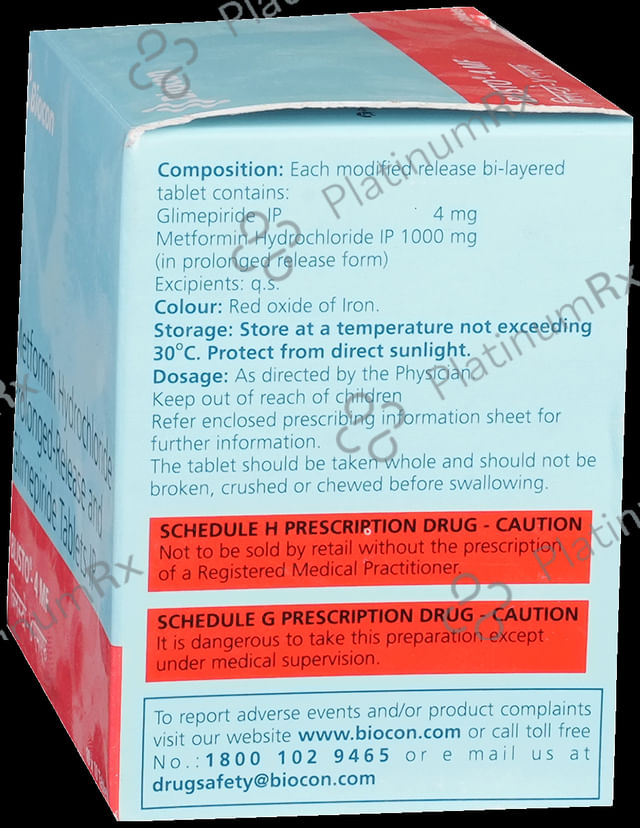 Biocon
Composition: Each modified release bi-layered
tablet contains:
Glimepiride IP 4 mg
Metformin Hydrochloride IP 1000 mg
(in prolonged release form)
Excipients: q.s.
Colour: Red oxide of Iron.
Storage: Store at a temperature not exceeding
30°C. Protect from direct sunlight.
Dosage: As directed by the Physician
Keep out of reach of children
Refer enclosed prescribing information sheet for
further information.
The tablet should be taken whole and should not be
broken, crushed or chewed before swallowing.
SCHEDULE H PRESCRIPTION DRUG - CAUTION
Not to be sold by retail without the prescription
of a Registered Medical Practitioner.
SCHEDULE G PRESCRIPTION DRUG - CAUTION
It is dangerous to take this preparation except
under medical supervision.
To report adverse events and/or product complaints
visit our website www.biocon.com or call toll free
No.: 1800 102 9465 or e mail us at
drugsafety@biocon.com
Metformin Hydrochloride
Prolonged-Release and
Glimepiride Tablets
4 MF
PlatinumRx
PlatinumRx
PlatinumRx